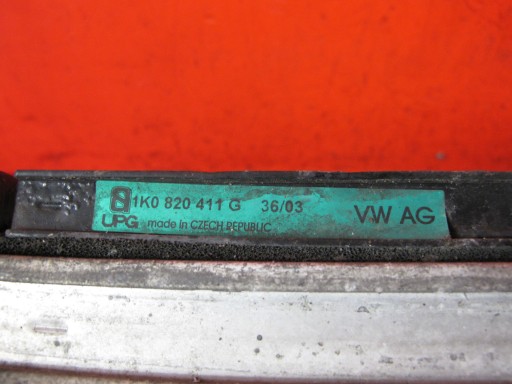 1K0 820 411 G 36/03 VW AG
UPG made in CZECH REPUBLIC